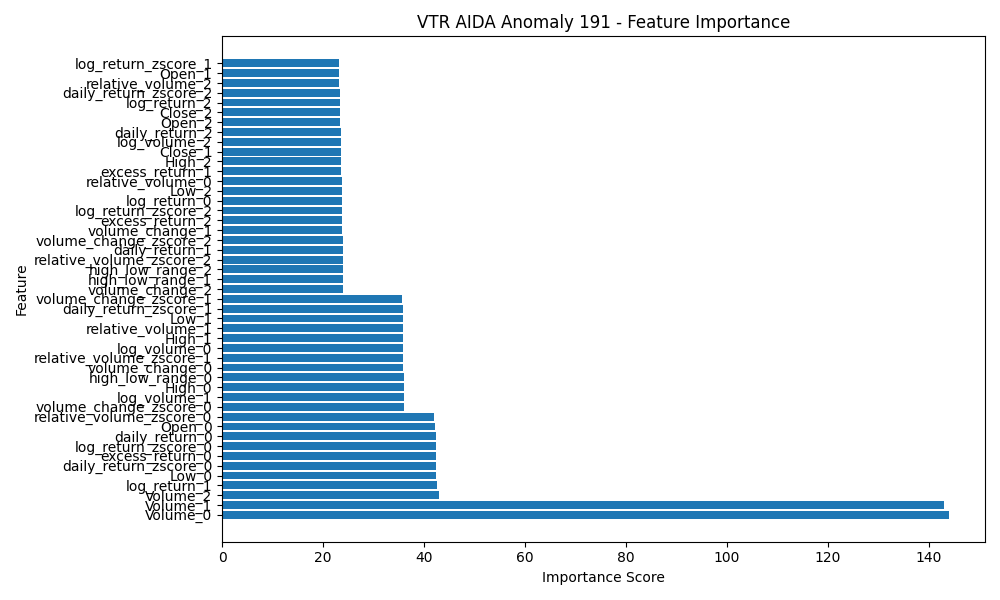 VTR AIDA Anomaly 191 - Feature Importance
log_return_zscore_1
Open_1
relative_volume_2
daily_return_zscore_2
log_return_2
Close_2
Open_2
daily_return_2
log_volume_2
Close_1
High_2
excess_return_1
relative_volume_0
Low_2
log_return_0
log_return_zscore_2
excess_return_2
volume_change_1
volume_change_zscore_2
daily_return_1
relative_volume_zscore_2
high_low_range_2
high_low_range_1
volume_change_2
volume_change_zscore_1
daily_return_zscore_1
Low_1
relative_volume_1
High_1
log_volume_0
relative_volume_zscore_1
volume_change_0
high_low_range_0
High_0
log_volume_1
volume_change_zscore_0
relative_volume_zscore_0
Open_0
daily_return_0
log_return_zscore_0
excess_return_0
daily_return_zscore_0
Low_0
log_return_1
Volume_2
Volume_1
Volume_0
Feature
0 20 40 60 80 100 120 140
Importance Score